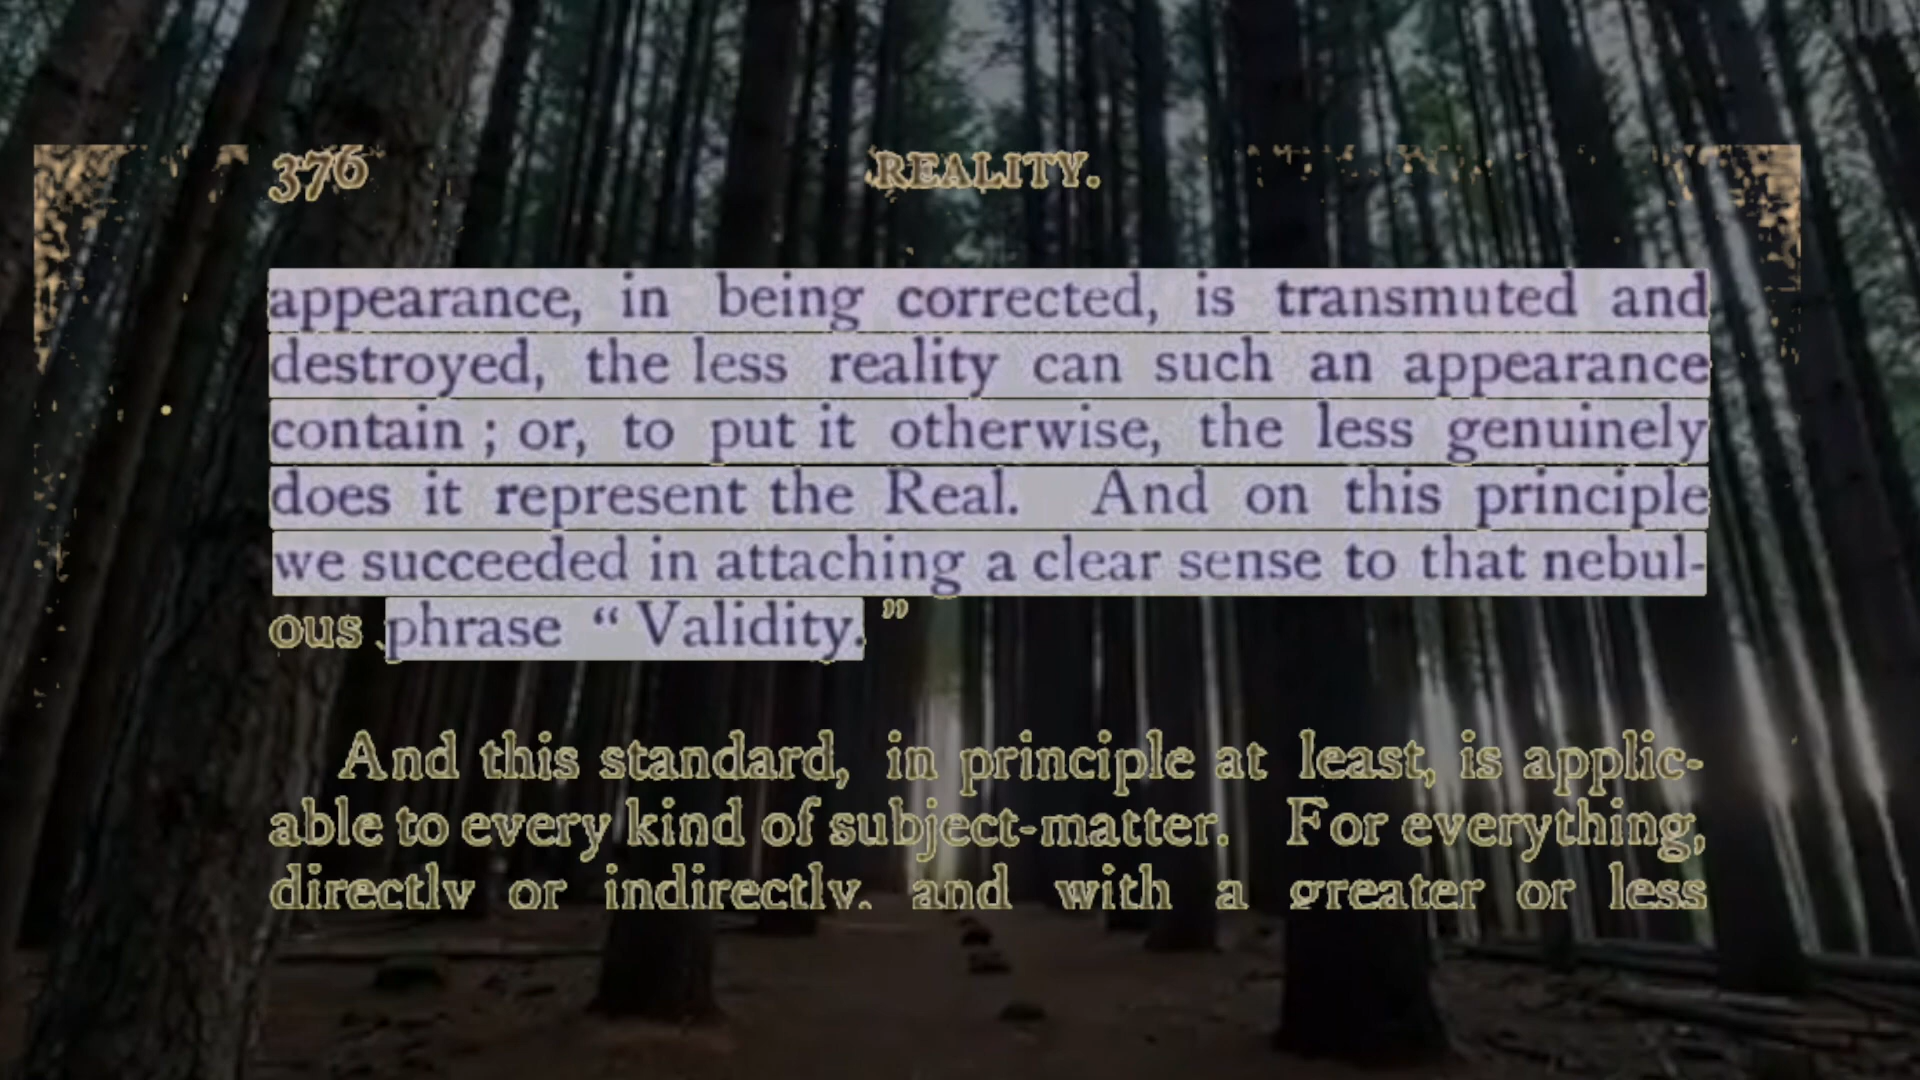 376 REALITY.
appearance, in being corrected, is transmuted and
destroyed, the less reality can such an appearance
contain ; or, to put it otherwise, the less genuinely
does it represent the Real. And on this principle
we succeeded in attaching a clear sense to that nebul-
ous phrase “ Validity. ”
And this standard, in principle at least, is applic-
able to every kind of subject-matter. For everything,
directly or indirectly, and with a greater or less